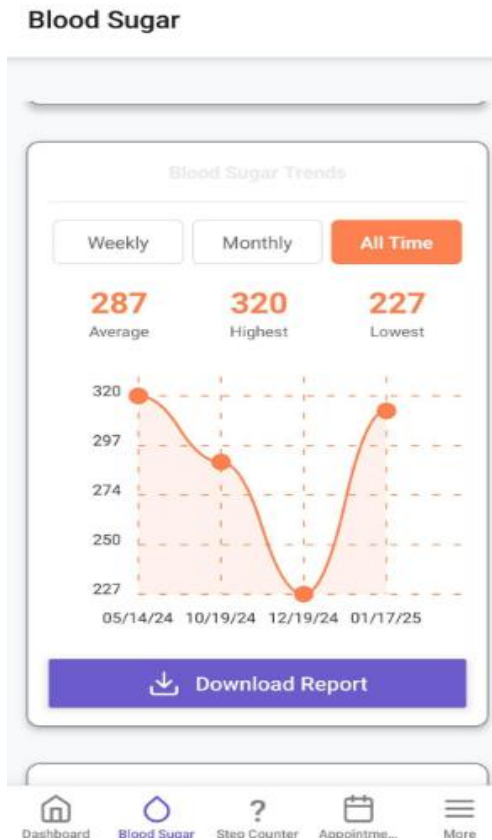 Blood Sugar
Blood Sugar Trends
Weekly Monthly All Time
287 320 227
Average Highest Lowest
320
297
274
250
227
05/14/24 10/19/24 12/19/24 01/17/25
Download Report
?
Dashboard Blood Sugar Step Counter Appointme... More